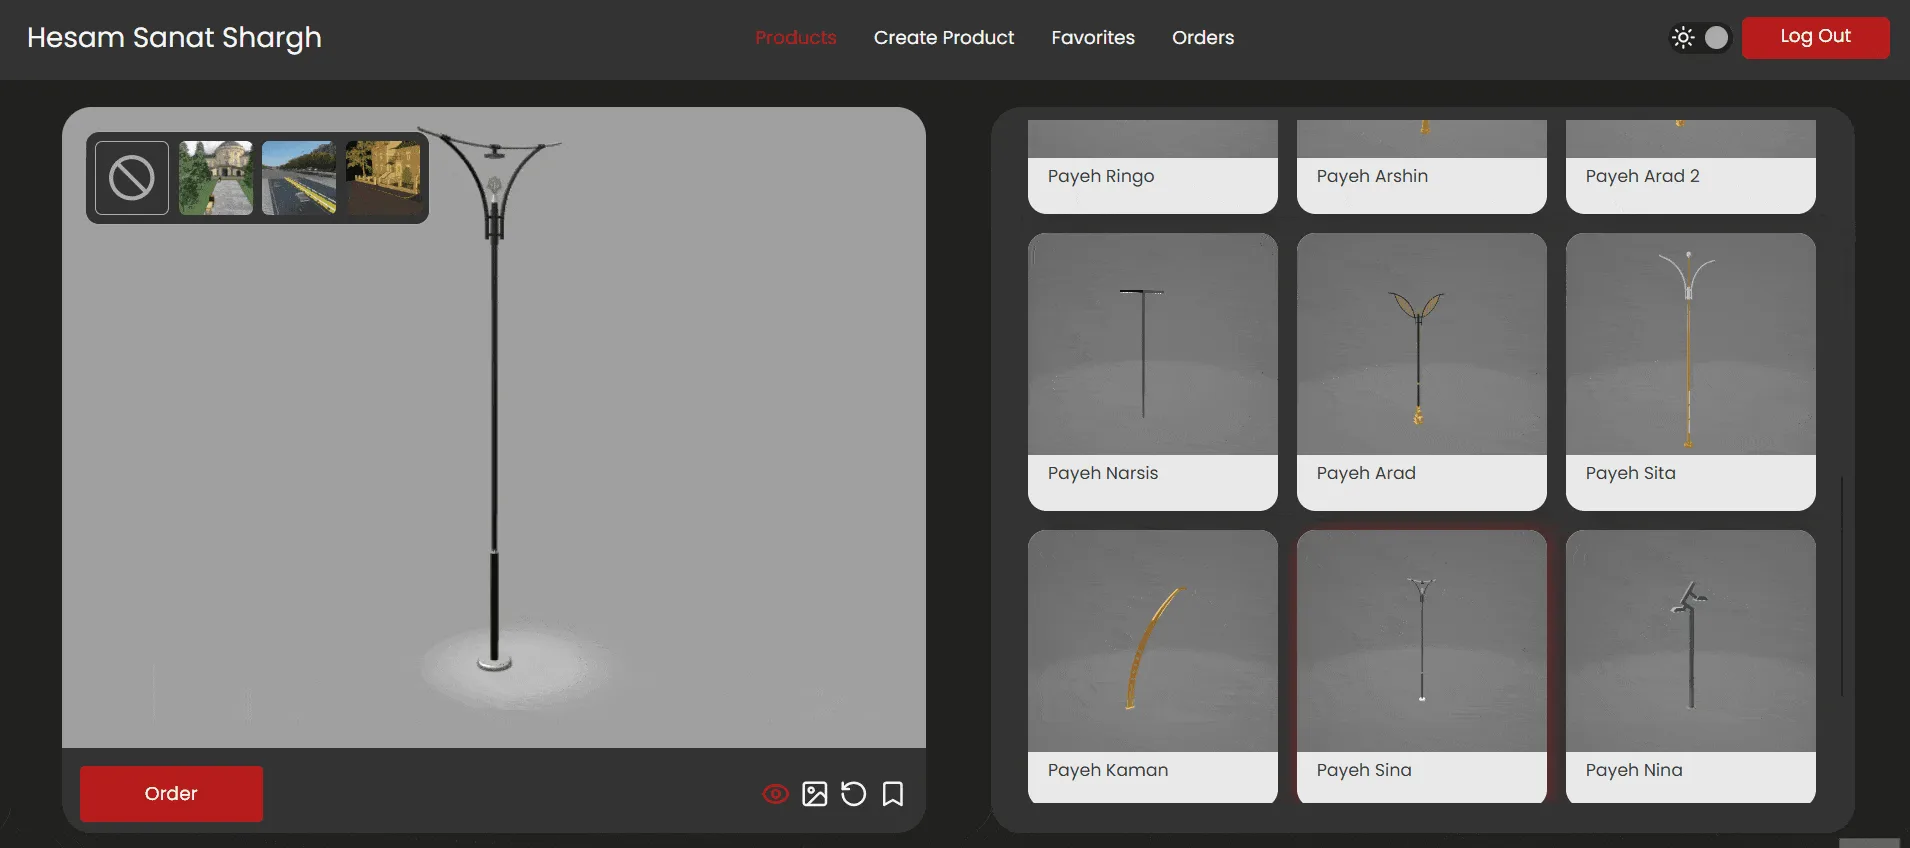 Hesam Sanat Shargh
Products
Create Product
Favorites
Orders
Log Out
Payeh Ringo
Payeh Arshin
Payeh Arad 2
Payeh Narsis
Payeh Arad
Payeh Sita
Payeh Kaman
Payeh Sina
Payeh Nina
Order